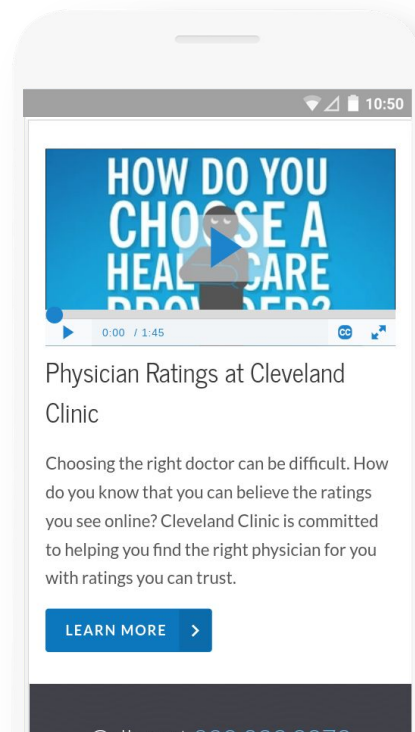 10:50
HOW DO YOU
CHOOSE A
HEALTHCARE
PROVIDER?
0:00 / 1:45
CC
Physician Ratings at Cleveland
Clinic
Choosing the right doctor can be difficult. How
do you know that you can believe the ratings
you see online? Cleveland Clinic is committed
to helping you find the right physician for you
with ratings you can trust.
LEARN MORE